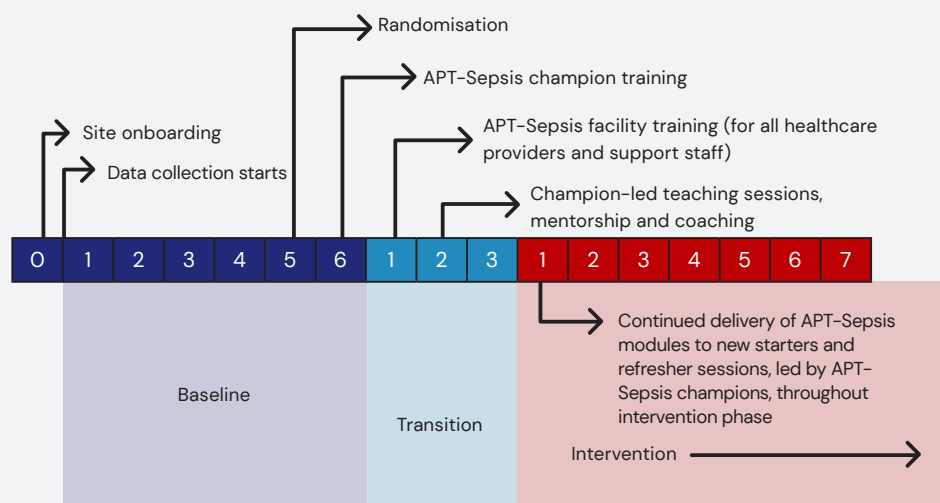 Randomisation
APT-Sepsis champion training
Site onboarding
APT-Sepsis facility training (for all healthcare
providers and support staff)
Data collection starts
Champion-led teaching sessions,
mentorship and coaching
0 1 2 3 4 5 6 1 2 3 1 2 3 4 5 6 7
Continued delivery of APT-Sepsis
modules to new starters and
refresher sessions, led by APT-
Sepsis champions, throughout
intervention phase
Baseline
Transition
Intervention